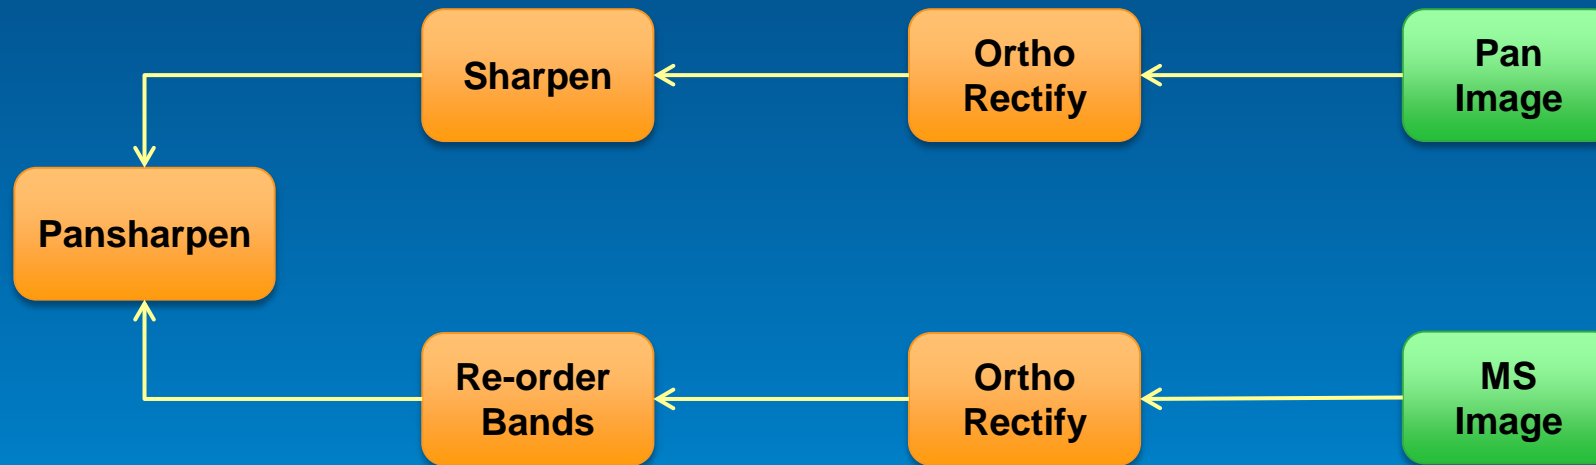 Sharpen
Ortho
Rectify
Pan
Image
Pansharpen
Re-order
Bands
Ortho
Rectify
MS
Image